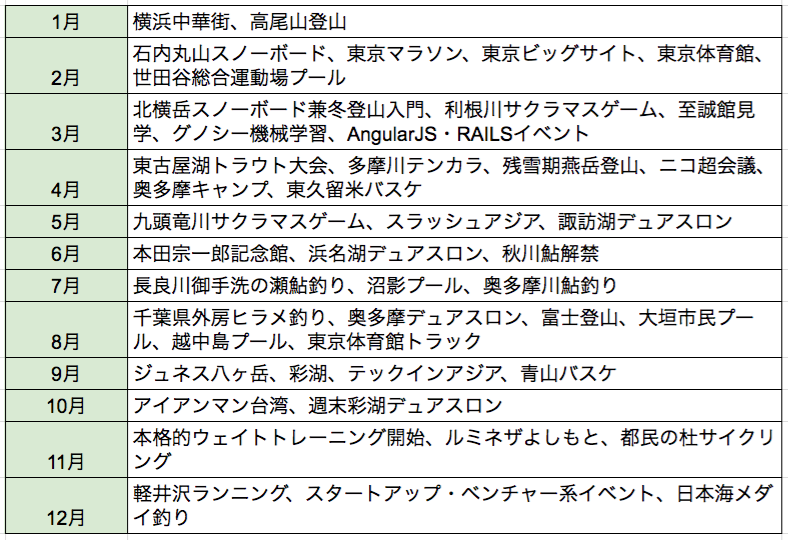 1月
横浜中華街、高尾山登山
2月
石内丸山スノーボード、東京マラソン、東京ビッグサイト、東京体育館、
世田谷総合運動場プール
3月
北横岳スノーボード兼冬登山入門、利根川サクラマスゲーム、至誠館見
学、グノシー機械学習、AngularJS・RAILSイベント
4月
東古屋湖トラウト大会、多摩川テンカラ、残雪期燕岳登山、ニコ超会議、
奥多摩キャンプ、東久留米バスケ
5月
九頭竜川サクラマスゲーム、スラッシュアジア、諏訪湖デュアスロン
6月
本田宗一郎記念館、浜名湖デュアスロン、秋川鮎解禁
7月
長良川御手洗の瀬鮎釣り、沼影プール、奥多摩川鮎釣り
8月
千葉県外房ヒラメ釣り、奥多摩デュアスロン、富士登山、大垣市民プー
ル、越中島プール、東京体育館トラック
9月
ジュネス八ヶ岳、彩湖、テックインアジア、青山バスケ
10月
アイアンマン台湾、週末彩湖デュアスロン
11月
本格的ウェイトトレーニング開始、ルミネザよしもと、都民の杜サイクリ
ング
12月
軽井沢ランニング、スタートアップ・ベンチャー系イベント、日本海メダ
イ釣り